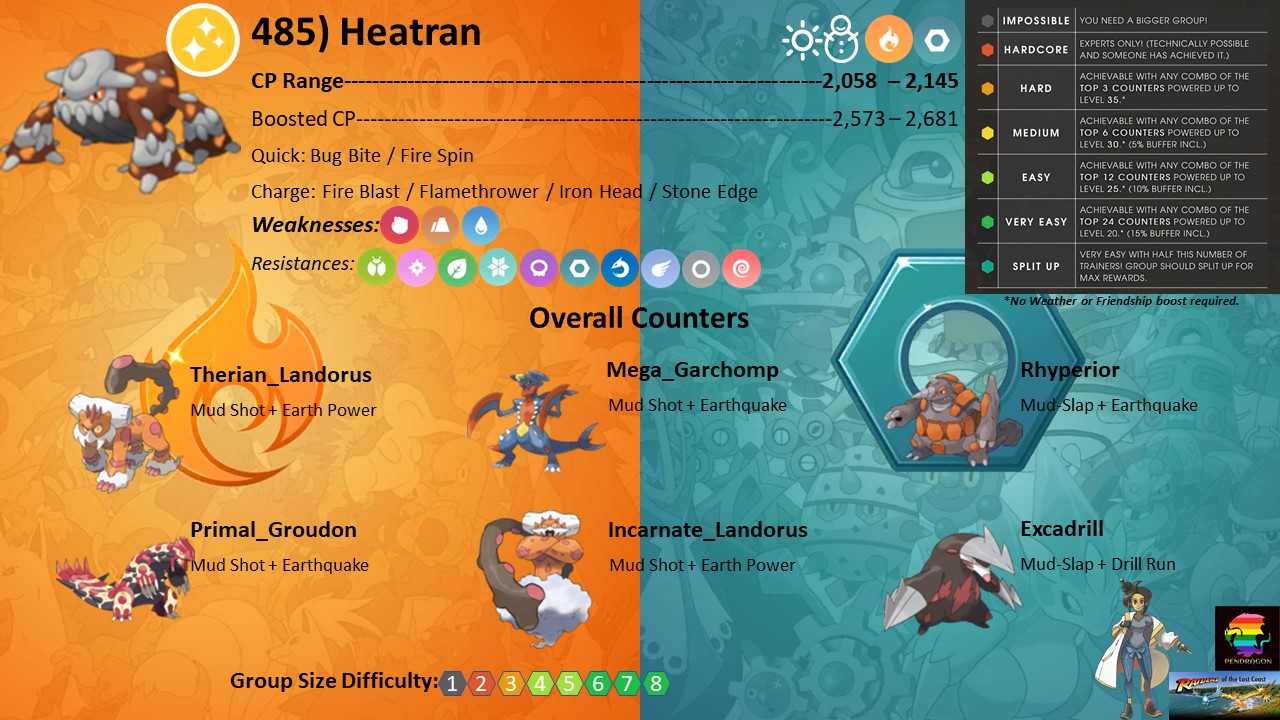 485) Heatran
CP Range---2,058 – 2,145
Boosted CP---2,573 – 2,681
Quick: Bug Bite / Fire Spin
Charge: Fire Blast / Flamethrower / Iron Head / Stone Edge
Weaknesses:
Resistances:
IMPOSSIBLE
YOU NEED A BIGGER GROUP!
HARDCORE
EXPERTS ONLY! (TECHNICALLY POSSIBLE
AND SOMEONE HAS ACHIEVED IT.)
HARD
ACHIEVABLE WITH ANY COMBO OF THE
TOP 3 COUNTERS POWERED UP TO
LEVEL 35.*
MEDIUM
ACHIEVABLE WITH ANY COMBO OF THE
TOP 6 COUNTERS POWERED UP TO
LEVEL 30.* (5% BUFFER INCL.)
EASY
ACHIEVABLE WITH ANY COMBO OF THE
TOP 12 COUNTERS POWERED UP TO
LEVEL 25.* (10% BUFFER INCL.)
VERY EASY
ACHIEVABLE WITH ANY COMBO OF THE
TOP 24 COUNTERS POWERED UP TO
LEVEL 20.* (15% BUFFER INCL.)
SPLIT UP
VERY EASY WITH HALF THIS NUMBER OF
TRAINERS! GROUP SHOULD SPLIT UP FOR
MAX REWARDS.
*No Weather or Friendship boost required.
Overall Counters
Therian_Landorus
Mud Shot + Earth Power
Mega_Garchomp
Mud Shot + Earthquake
Rhyperior
Mud-Slap + Earthquake
Primal_Groudon
Mud Shot + Earthquake
Incarnate_Landorus
Mud Shot + Earth Power
Excadrill
Mud-Slap + Drill Run
Group Size Difficulty: 1 2 3 4 5 6 7 8
PENDRAGON
RAIDERS of the Lost Coast